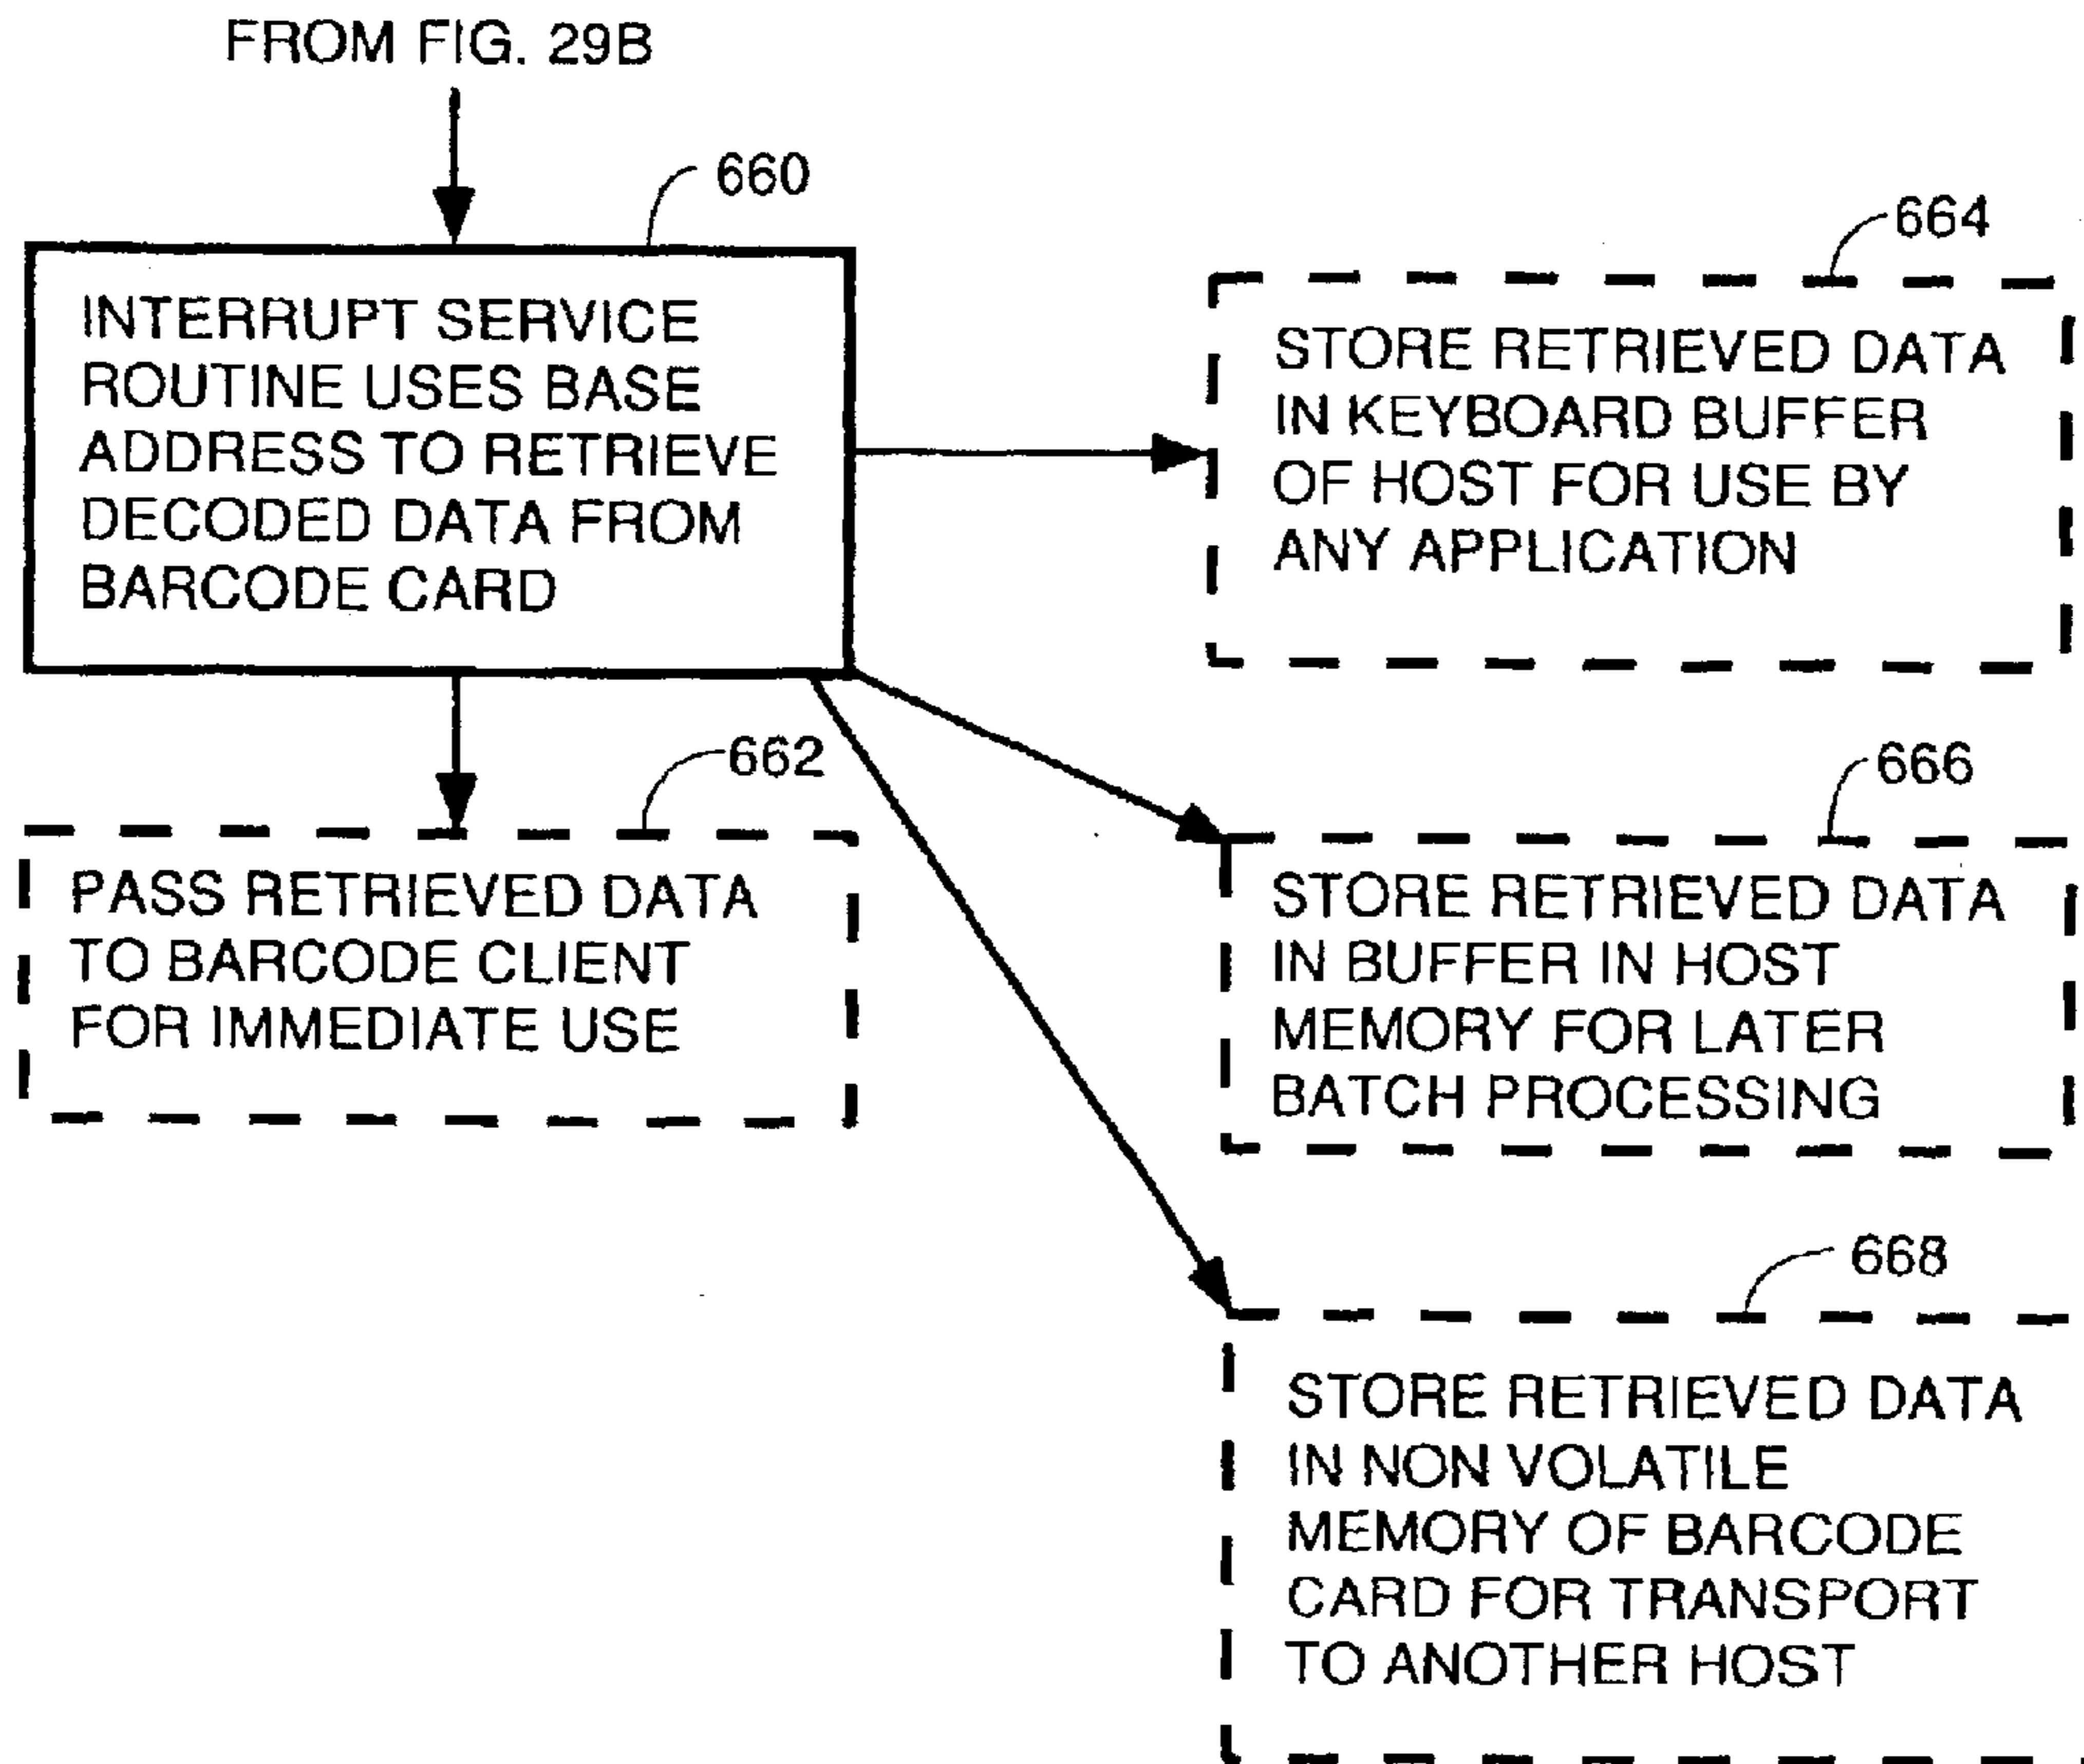 FROM FIG. 29B
660
INTERRUPT SERVICE
ROUTINE USES BASE
ADDRESS TO RETRIEVE
DECODED DATA FROM
BARCODE CARD
664
STORE RETRIEVED DATA
IN KEYBOARD BUFFER
OF HOST FOR USE BY
ANY APPLICATION
662
PASS RETRIEVED DATA
TO BARCODE CLIENT
FOR IMMEDIATE USE
666
STORE RETRIEVED DATA
IN BUFFER IN HOST
MEMORY FOR LATER
BATCH PROCESSING
668
STORE RETRIEVED DATA
IN NON VOLATILE
MEMORY OF BARCODE
CARD FOR TRANSPORT
TO ANOTHER HOST